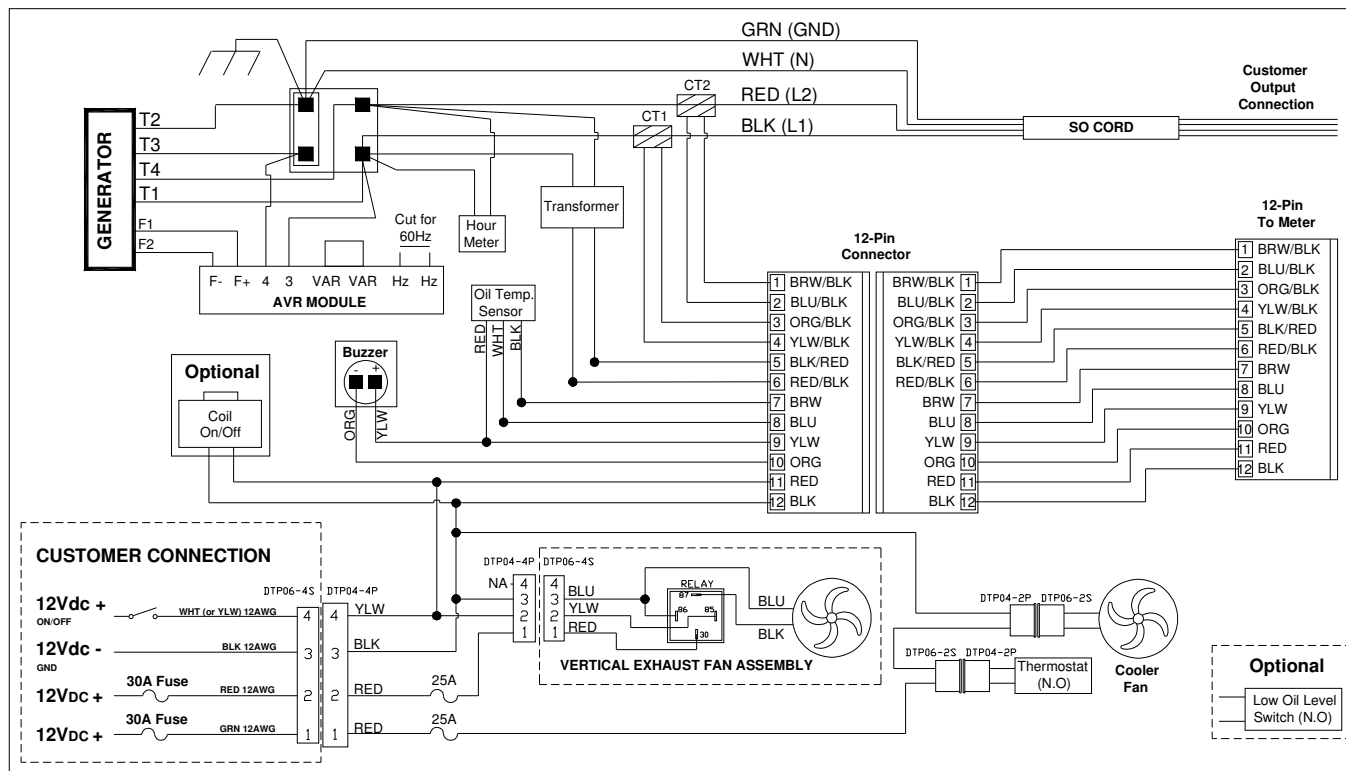 GRN (GND)
WHT (N)
CT2
RED (L2)
CT1
BLK (L1)
Customer
Output
Connection
SO CORD
GENERATOR
T2
T3
T4
T1
F1
F2
Cut for
60Hz
F- F+ 4 3 VAR VAR Hz Hz
AVR MODULE
Hour
Meter
Transformer
Oil Temp.
Sensor
RED
WHT
BLK
12-Pin
Connector
1 BRW/BLK
2 BLU/BLK
3 ORG/BLK
4 YLW/BLK
5 BLK/RED
6 RED/BLK
7 BRW
8 BLU
9 YLW
10 ORG
11 RED
12 BLK
BRW/BLK 1
BLU/BLK 2
ORG/BLK 3
YLW/BLK 4
BLK/RED 5
RED/BLK 6
BRW 7
BLU 8
YLW 9
ORG 10
RED 11
BLK 12
12-Pin
To Meter
1 BRW/BLK
2 BLU/BLK
3 ORG/BLK
4 YLW/BLK
5 BLK/RED
6 RED/BLK
7 BRW
8 BLU
9 YLW
10 ORG
11 RED
12 BLK
Optional
Coil
On/Off
Buzzer
- +
ORG
YLW
CUSTOMER CONNECTION
DTP06-4S DTP04-4P
12Vdc +
ON/OFF
WHT (or YLW) 12AWG
4 4 YLW
12Vdc -
GND
BLK 12AWG
3 3 BLK
12VDC +
30A Fuse
RED 12AWG
2 2 RED
25A
12VDC +
30A Fuse
GRN 12AWG
1 1 RED
25A
DTP04-4P DTP06-4S
NA
4 4
3 3 BLU
2 2 YLW
1 1 RED
RELAY
87
86 85
30
BLU
BLK
VERTICAL EXHAUST FAN ASSEMBLY
DTP04-2P DTP06-2S
Cooler
Fan
DTP06-2S DTP04-2P
Thermostat
(N.O)
Optional
Low Oil Level
Switch (N.O)